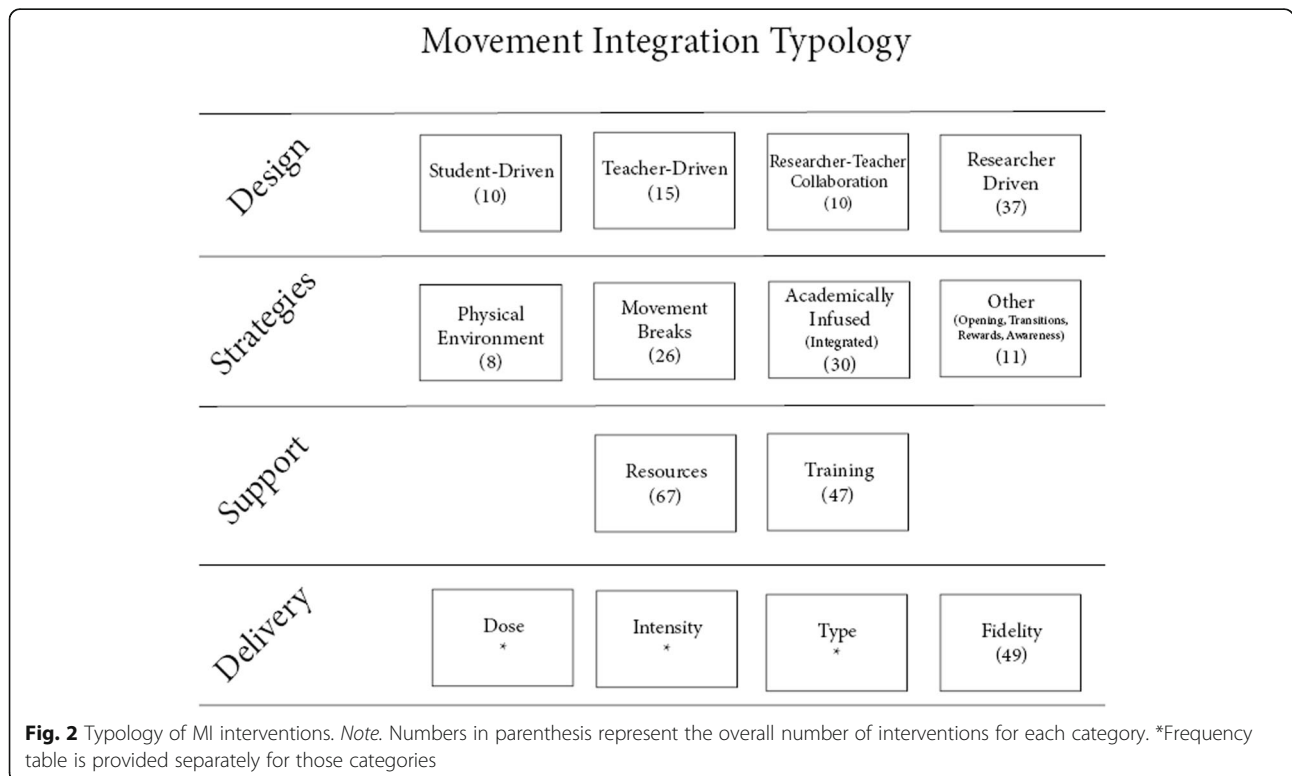 Movement Integration Typology
Design
Student-Driven
(10)
Teacher-Driven
(15)
Researcher-Teacher
Collaboration
(10)
Researcher
Driven
(37)
Strategies
Physical
Environment
(8)
Movement
Breaks
(26)
Academically
Infused
(Integrated)
(30)
Other
(Opening, Transitions,
Rewards, Awareness)
(11)
Support
Resources
(67)
Training
(47)
Delivery
Dose
*
Intensity
*
Type
*
Fidelity
(49)
Fig. 2 Typology of MI interventions. Note. Numbers in parenthesis represent the overall number of interventions for each category. *Frequency
table is provided separately for those categories